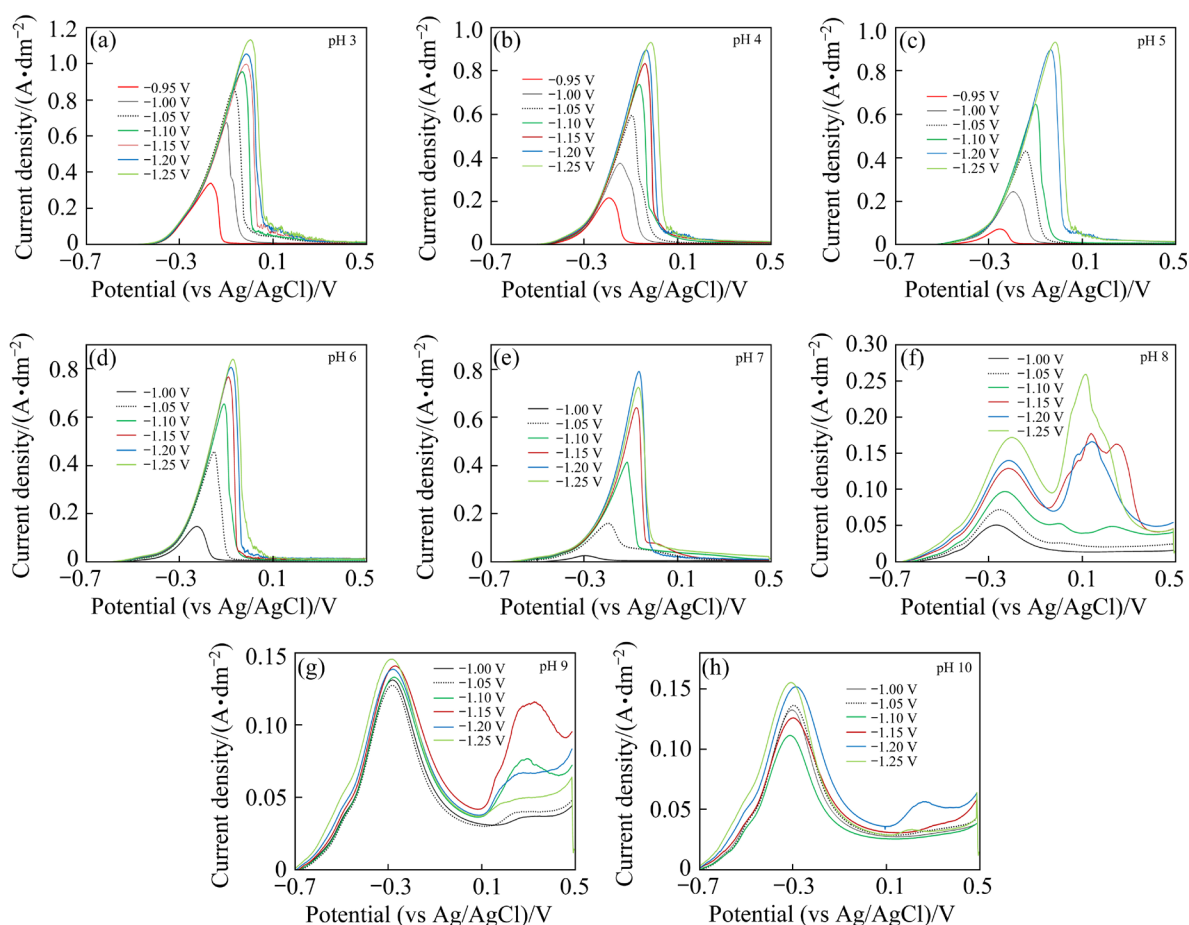 (a)
pH 3
Current density/(A•dm−2)
1.2
1.0
0.8
0.6
0.4
0.2
0
−0.95 V
−1.00 V
−1.05 V
−1.10 V
−1.15 V
−1.20 V
−1.25 V
−0.7
−0.3
0.1
0.5
Potential (vs Ag/AgCl)/V
(b)
pH 4
Current density/(A•dm−2)
1.0
0.8
0.6
0.4
0.2
0
−0.95 V
−1.00 V
−1.05 V
−1.10 V
−1.15 V
−1.20 V
−1.25 V
−0.7
−0.3
0.1
0.5
Potential (vs Ag/AgCl)/V
(c)
pH 5
Current density/(A•dm−2)
1.0
0.8
0.6
0.4
0.2
0
−0.95 V
−1.00 V
−1.05 V
−1.10 V
−1.20 V
−1.25 V
−0.7
−0.3
0.1
0.5
Potential (vs Ag/AgCl)/V
(d)
pH 6
Current density/(A•dm−2)
0.8
0.6
0.4
0.2
0
−1.00 V
−1.05 V
−1.10 V
−1.15 V
−1.20 V
−1.25 V
−0.7
−0.3
0.1
0.5
Potential (vs Ag/AgCl)/V
(e)
pH 7
Current density/(A•dm−2)
0.8
0.6
0.4
0.2
0
−1.00 V
−1.05 V
−1.10 V
−1.15 V
−1.20 V
−1.25 V
−0.7
−0.3
0.1
0.5
Potential (vs Ag/AgCl)/V
(f)
pH 8
Current density/(A•dm−2)
0.30
0.25
0.20
0.15
0.10
0.05
0
−1.00 V
−1.05 V
−1.10 V
−1.15 V
−1.20 V
−1.25 V
−0.7
−0.3
0.1
0.5
Potential (vs Ag/AgCl)/V
(g)
pH 9
Current density/(A•dm−2)
0.15
0.10
0.05
0
−1.00 V
−1.05 V
−1.10 V
−1.15 V
−1.20 V
−1.25 V
−0.7
−0.3
0.1
0.5
Potential (vs Ag/AgCl)/V
(h)
pH 10
Current density/(A•dm−2)
0.15
0.10
0.05
0
−1.00 V
−1.05 V
−1.10 V
−1.15 V
−1.20 V
−1.25 V
−0.7
−0.3
0.1
0.5
Potential (vs Ag/AgCl)/V